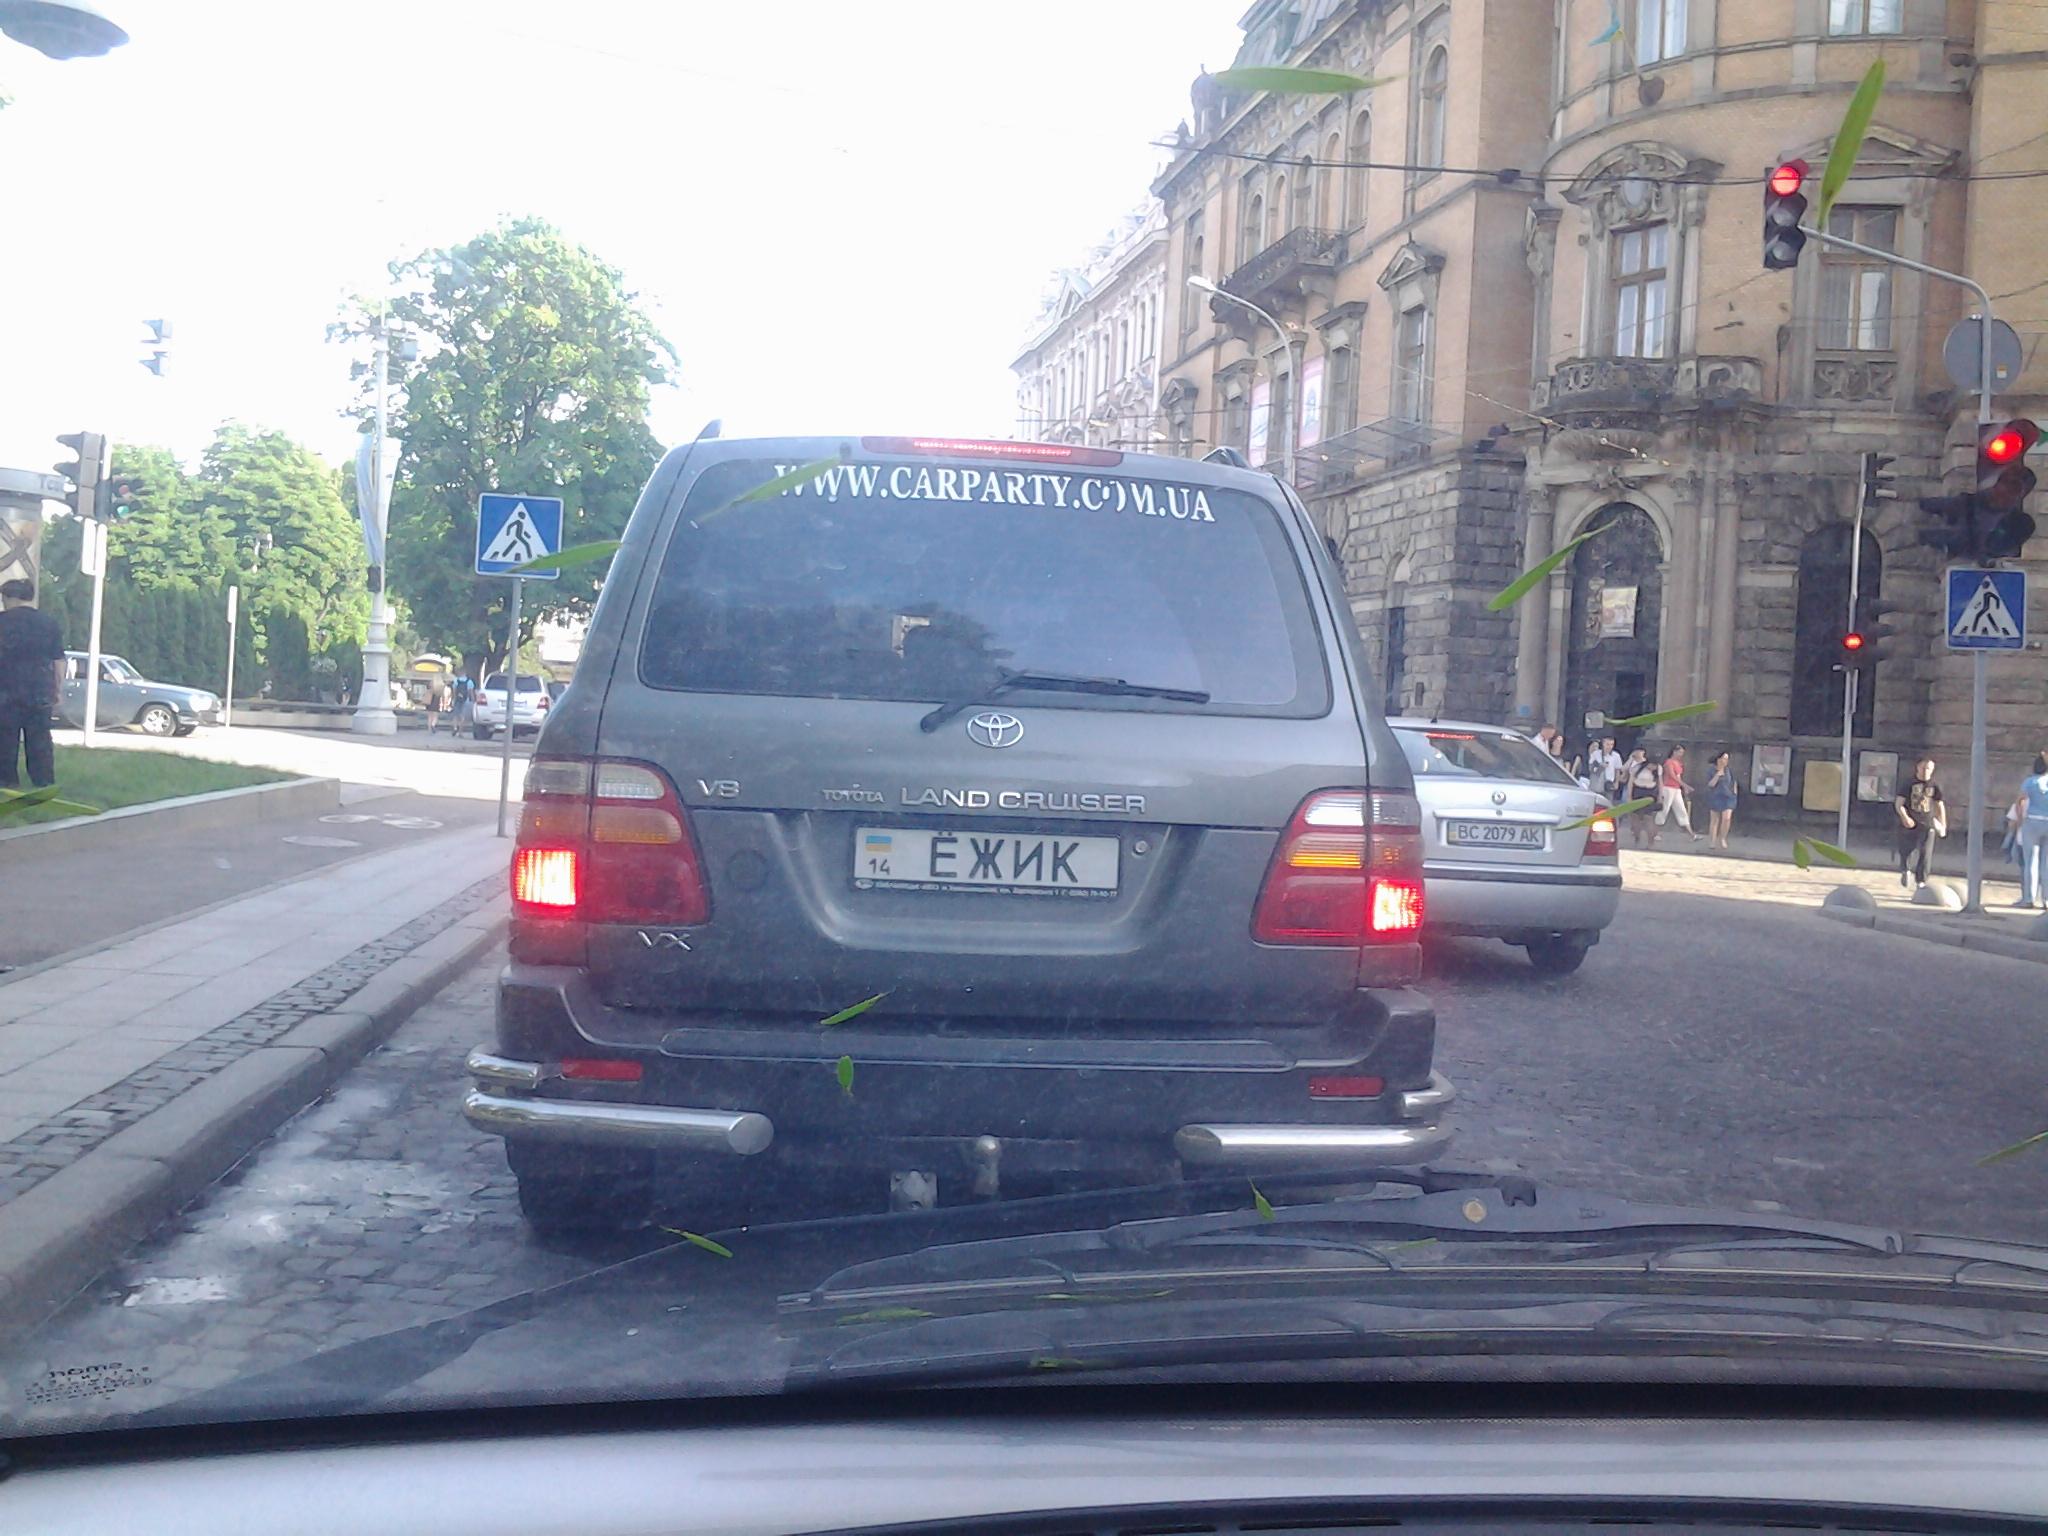 WWW.CARPARTY.COM.UA
V8
TOYOTA LAND CRUISER
14 ЁЖИК
VX
BC 2079 AK